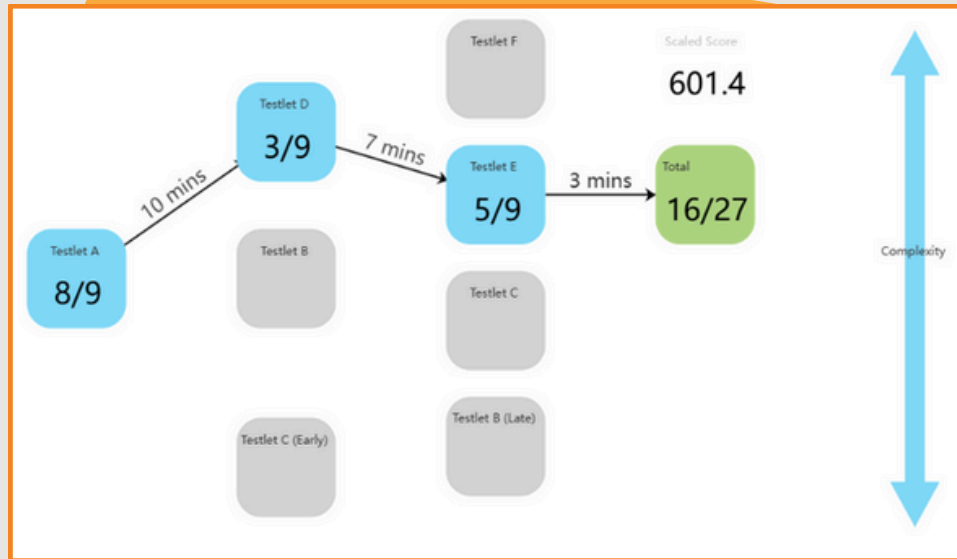 Testlet F
Scaled Score
601.4
Testlet D
3/9
7 mins
Testlet E
5/9
3 mins
Total
16/27
10 mins
Testlet A
8/9
Testlet B
Complexity
Testlet C
Testlet C (Early)
Testlet B (Late)